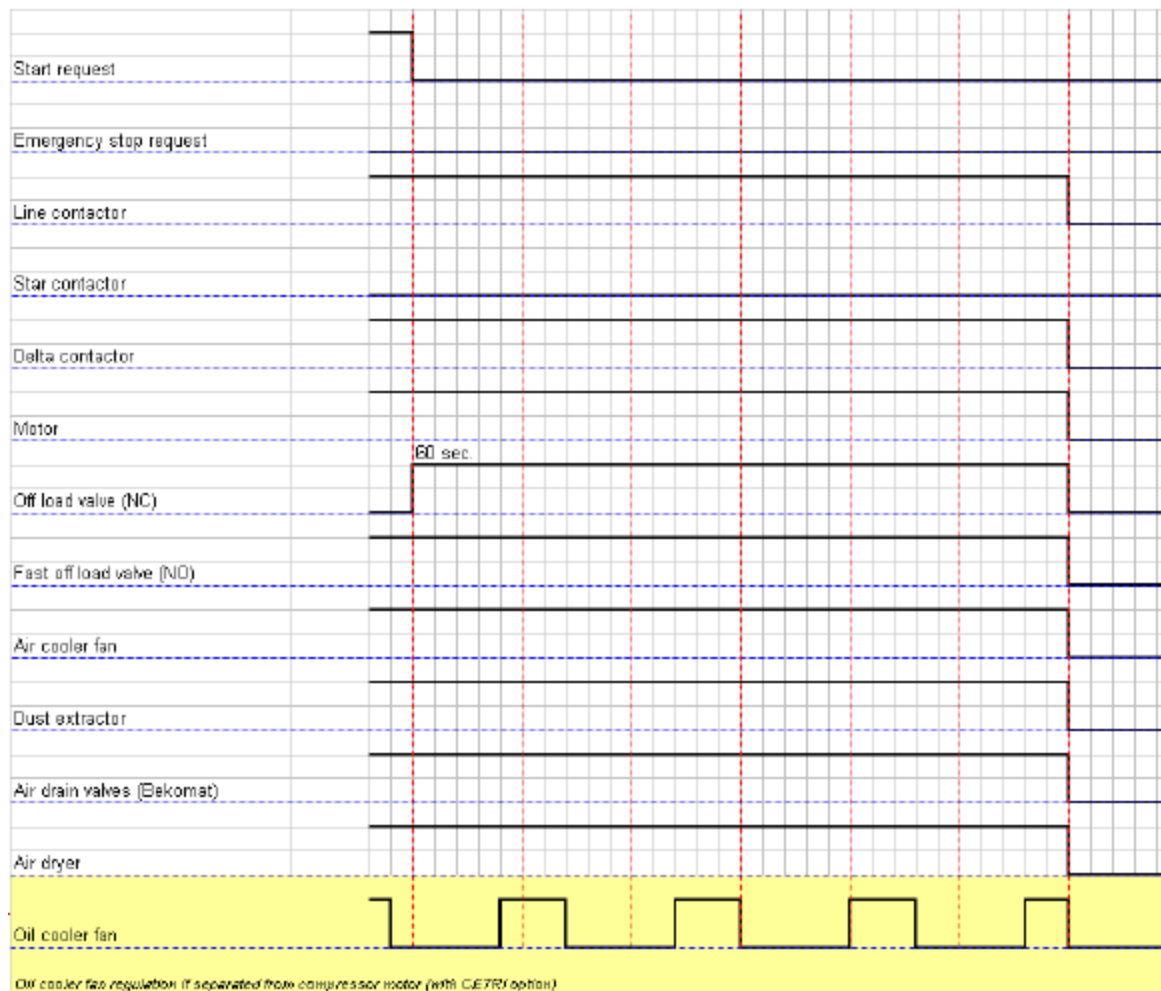 Start request
Emergency stop request
Line contactor
Star contactor
Delta contactor
Motor
60 sec.
Off load valve (NC)
Fast off load valve (NO)
Air cooler fan
Dust extractor
Air drain valves (Bekomat)
Air dryer
Oil cooler fan
Oil cooler fan regulation if separated from compressor motor (with CETRI option)